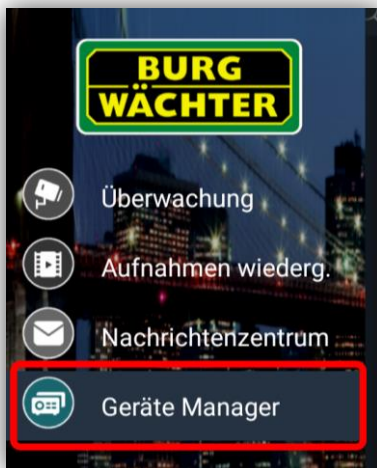 BURG
WÄCHTER
Überwachung
Aufnahmen wiederg.
Nachrichtenzentrum
Geräte Manager